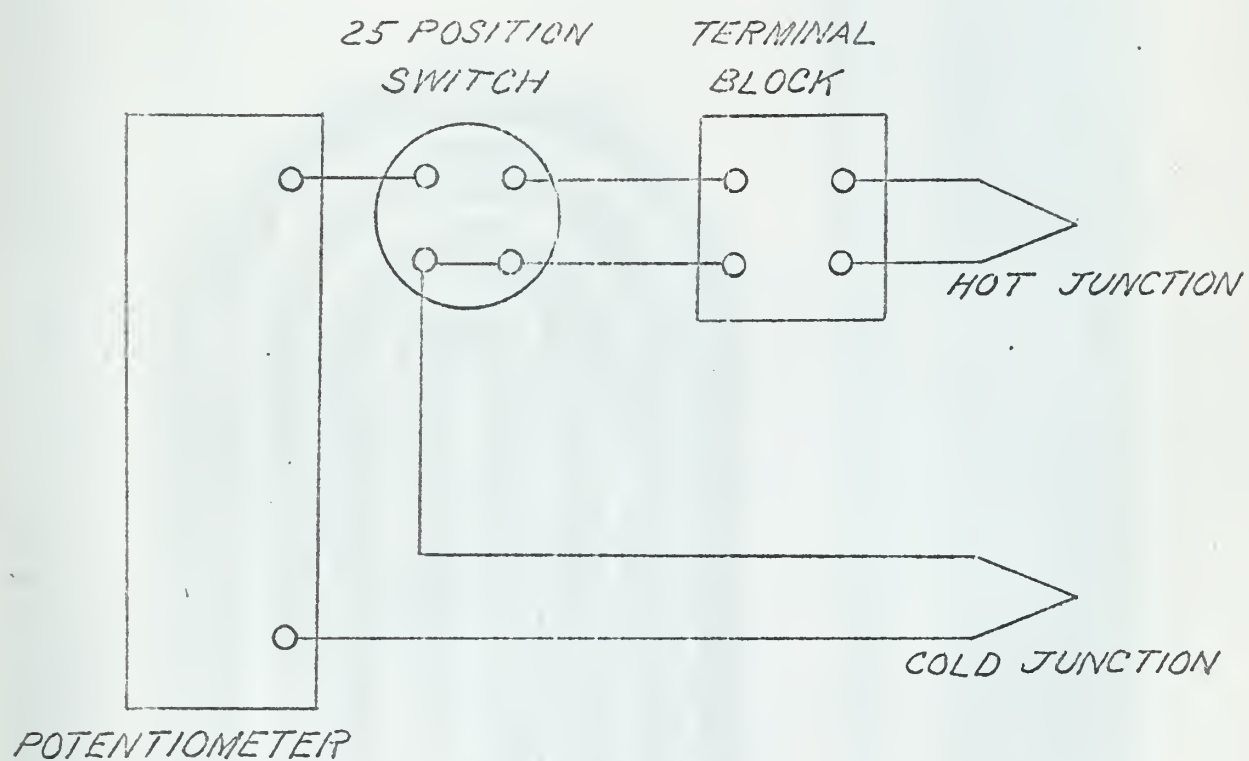 25 POSITION
SWITCH
TERMINAL
BLOCK
HOT JUNCTION
COLD JUNCTION
POTENTIOMETER